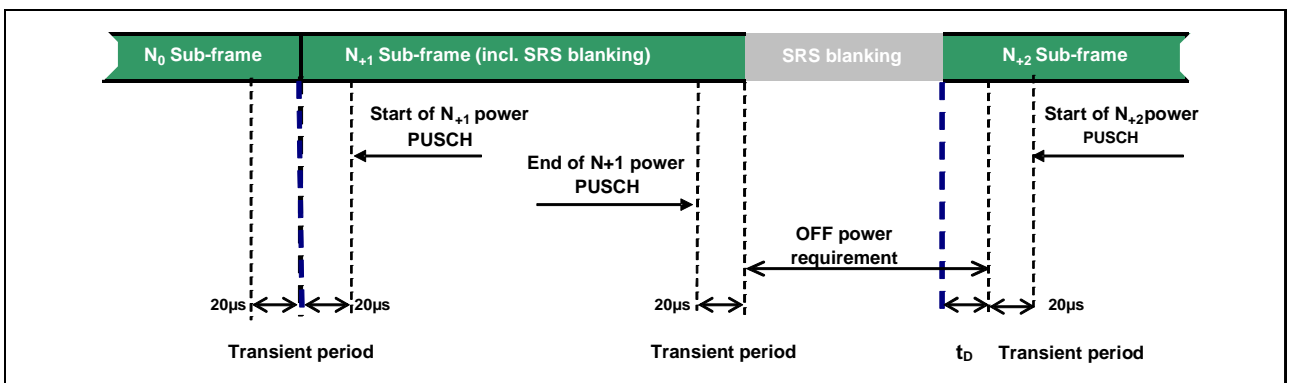 N₀ Sub-frame
N₊₁ Sub-frame (incl. SRS blanking)
SRS blanking
N₊₂ Sub-frame
Start of N₊₁ power
PUSCH
End of N+1 power
PUSCH
Start of N₊₂power
PUSCH
OFF power
requirement
20µs
20µs
20µs
20µs
Transient period
Transient period
t_D
Transient period